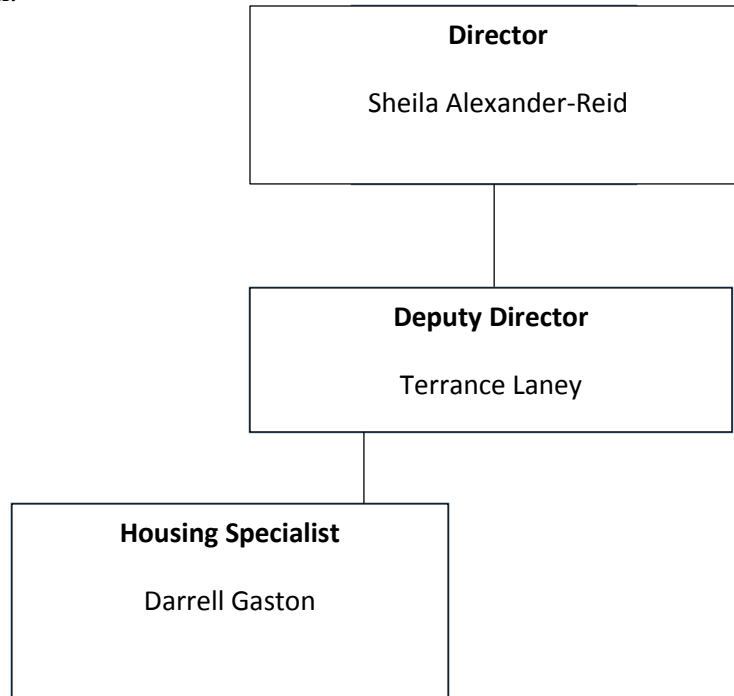 Director
Sheila Alexander-Reid
Deputy Director
Terrance Laney
Housing Specialist
Darrell Gaston